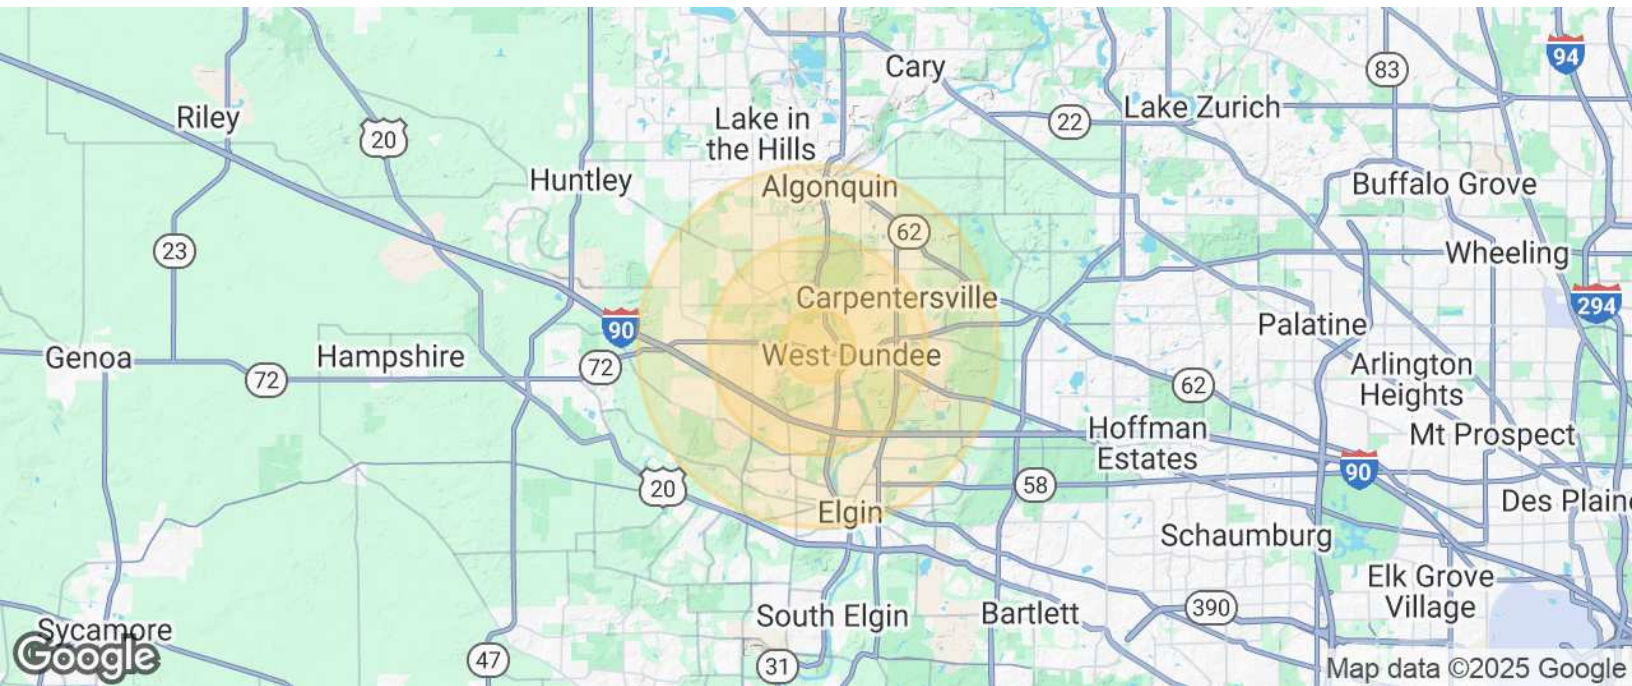 94
Cary
83
Riley
20
Lake in
the Hills
22
Lake Zurich
Huntley
Algonquin
Buffalo Grove
23
62
Wheeling
Carpentersville
294
90
Palatine
Genoa
Hampshire
72
72
West Dundee
Arlington
Heights
62
Hoffman
Estates
Mt Prospect
90
20
58
Elgin
Des Plaine
Schaumburg
Elk Grove
Village
390
South Elgin
Bartlett
Sycamore
Google
47
31
Map data ©2025 Google